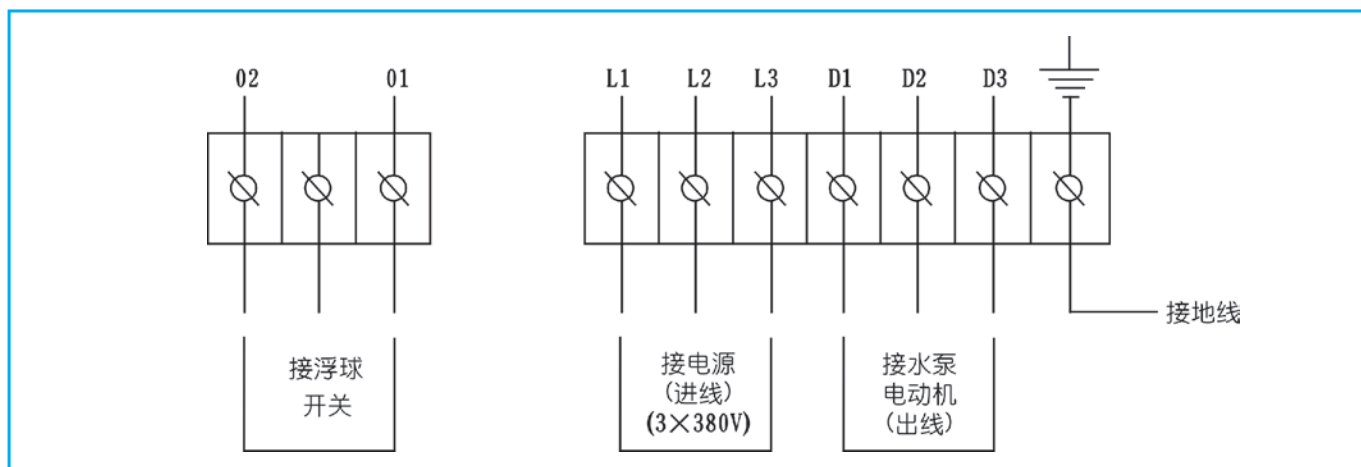 02 01 L1 L2 L3 D1 D2 D3
接地线
接浮球
开关
接电源
(进线)
(3×380V)
接水泵
电动机
(出线)